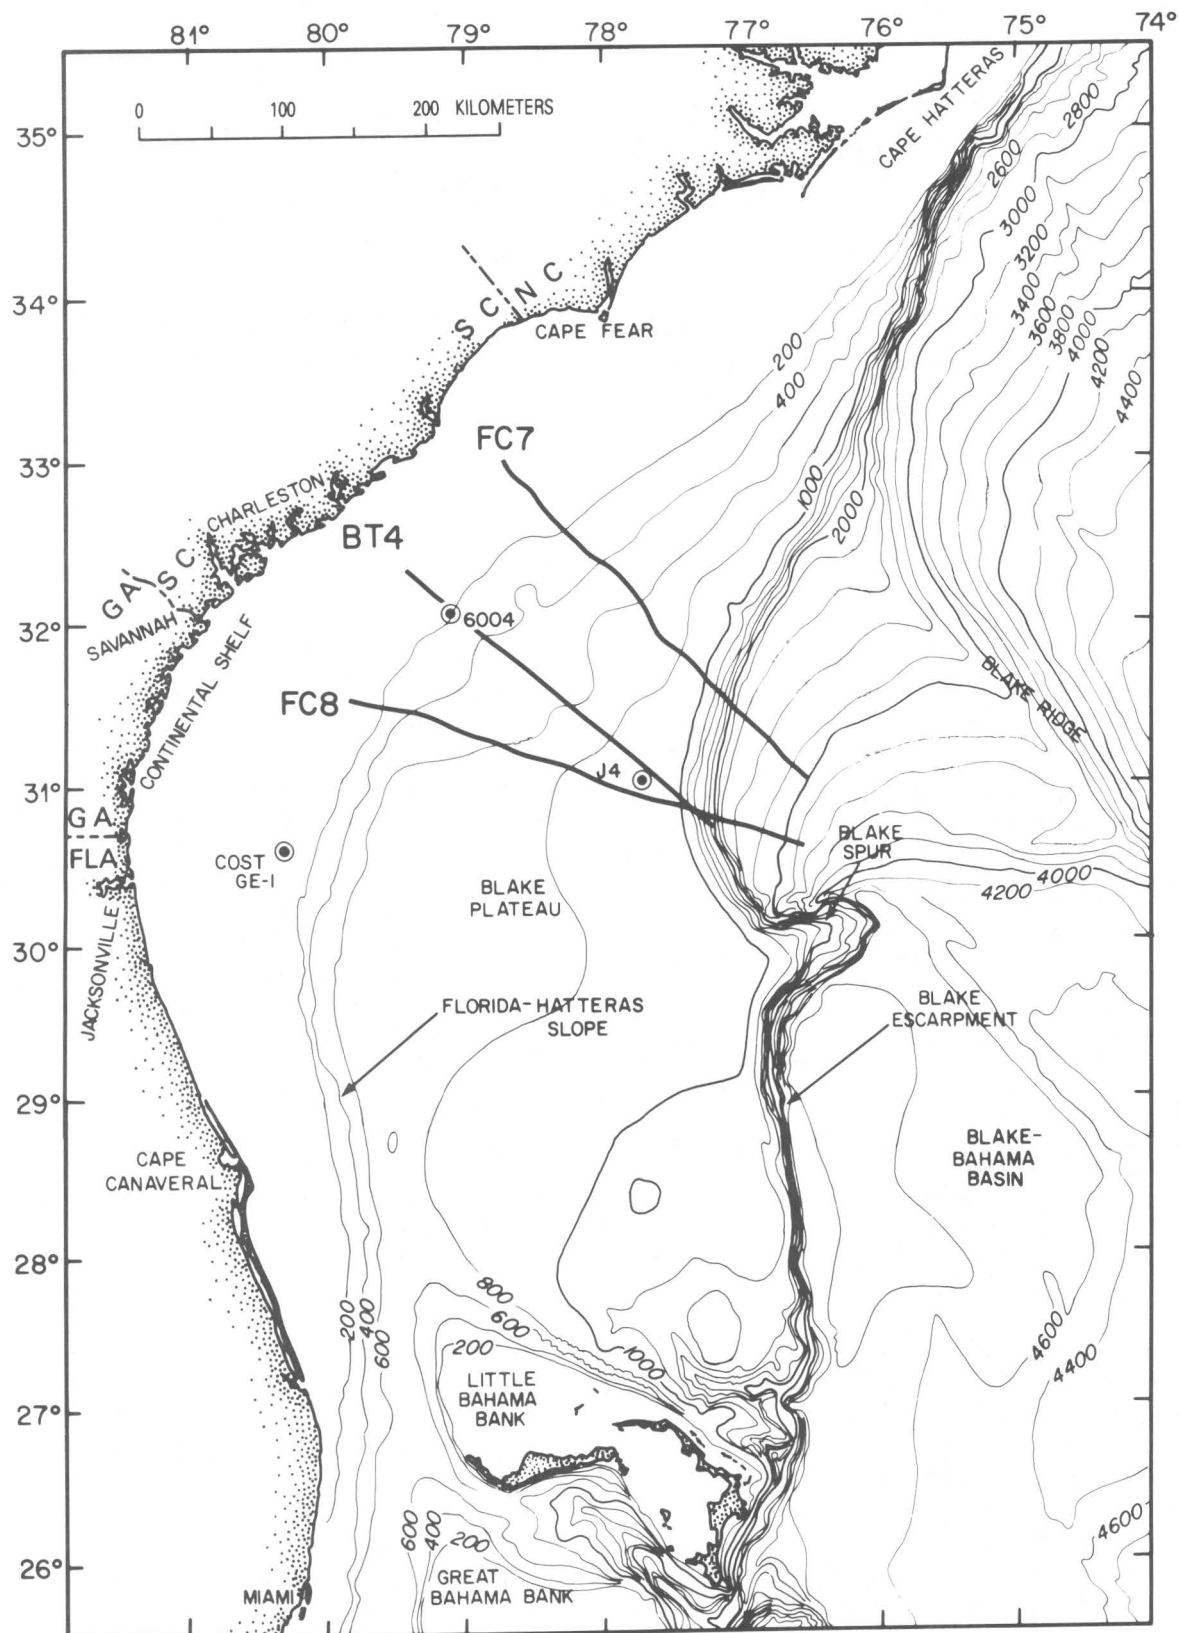 81° 80° 79° 78° 77° 76° 75° 74°
0 100 200 KILOMETERS
35°
34°
33°
32°
31°
30°
29°
28°
27°
26°
CAPE HATTERAS
2800
2600
3000
3200
3400
3600
3800
4000
4200
4400
SC NC
CAPE FEAR
200
400
FC7
1000
2000
CHARLESTON
BT4
GA SC
SAVANNAH
6004
CONTINENTAL SHELF
BLAKE RIDGE
FC8
J4
GA
FLA
COST
GE-1
BLAKE
SPUR
BLAKE
PLATEAU
4000
4200
JACKSONVILLE
FLORIDA-HATTERAS
SLOPE
BLAKE
ESCARPMENT
BLAKE-
BAHAMA
BASIN
CAPE
CANAVERAL
200
400
600
800
600
200
1000
4600
4400
LITTLE
BAHAMA
BANK
600
400
200
4600
GREAT
BAHAMA BANK
MIAMI